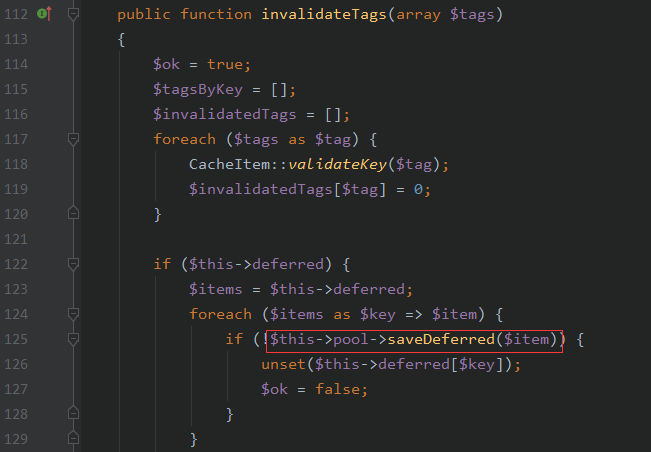 112 public function invalidateTags(array $tags)
113 {
114 $ok = true;
115 $tagsByKey = [];
116 $invalidatedTags = [];
117 foreach ($tags as $tag) {
118 CacheItem::validateKey($tag);
119 $invalidatedTags[$tag] = 0;
120 }
121
122 if ($this->deferred) {
123 $items = $this->deferred;
124 foreach ($items as $key => $item) {
125 if (!$this->pool->saveDeferred($item)) {
126 unset($this->deferred[$key]);
127 $ok = false;
128 }
129 }